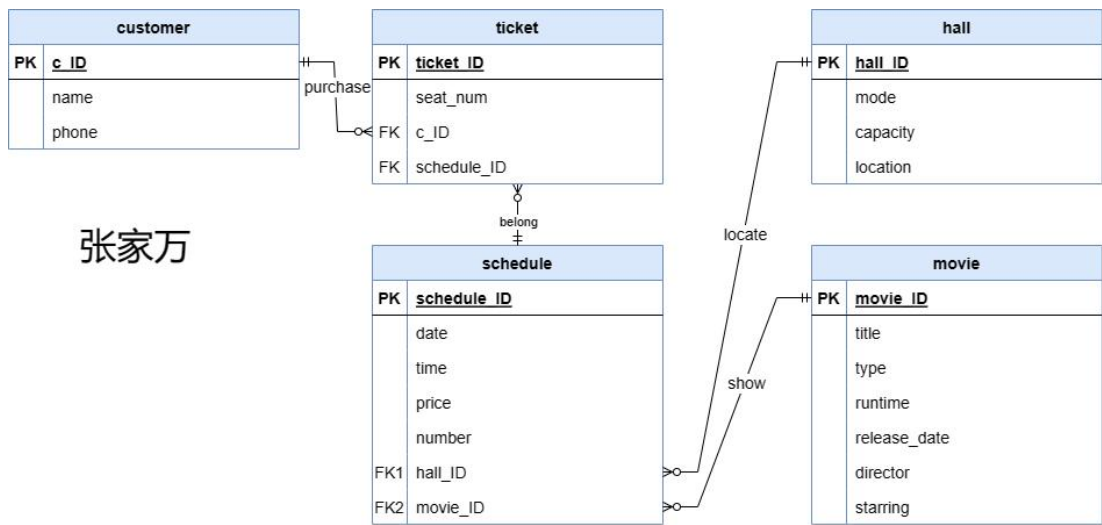 customer
PK c_ID
name
phone
purchase
ticket
PK ticket_ID
seat_num
FK c_ID
FK schedule_ID
belong
hall
PK hall_ID
mode
capacity
location
张家万
locate
schedule
PK schedule_ID
date
time
price
number
FK1 hall_ID
FK2 movie_ID
show
movie
PK movie_ID
title
type
runtime
release_date
director
starring